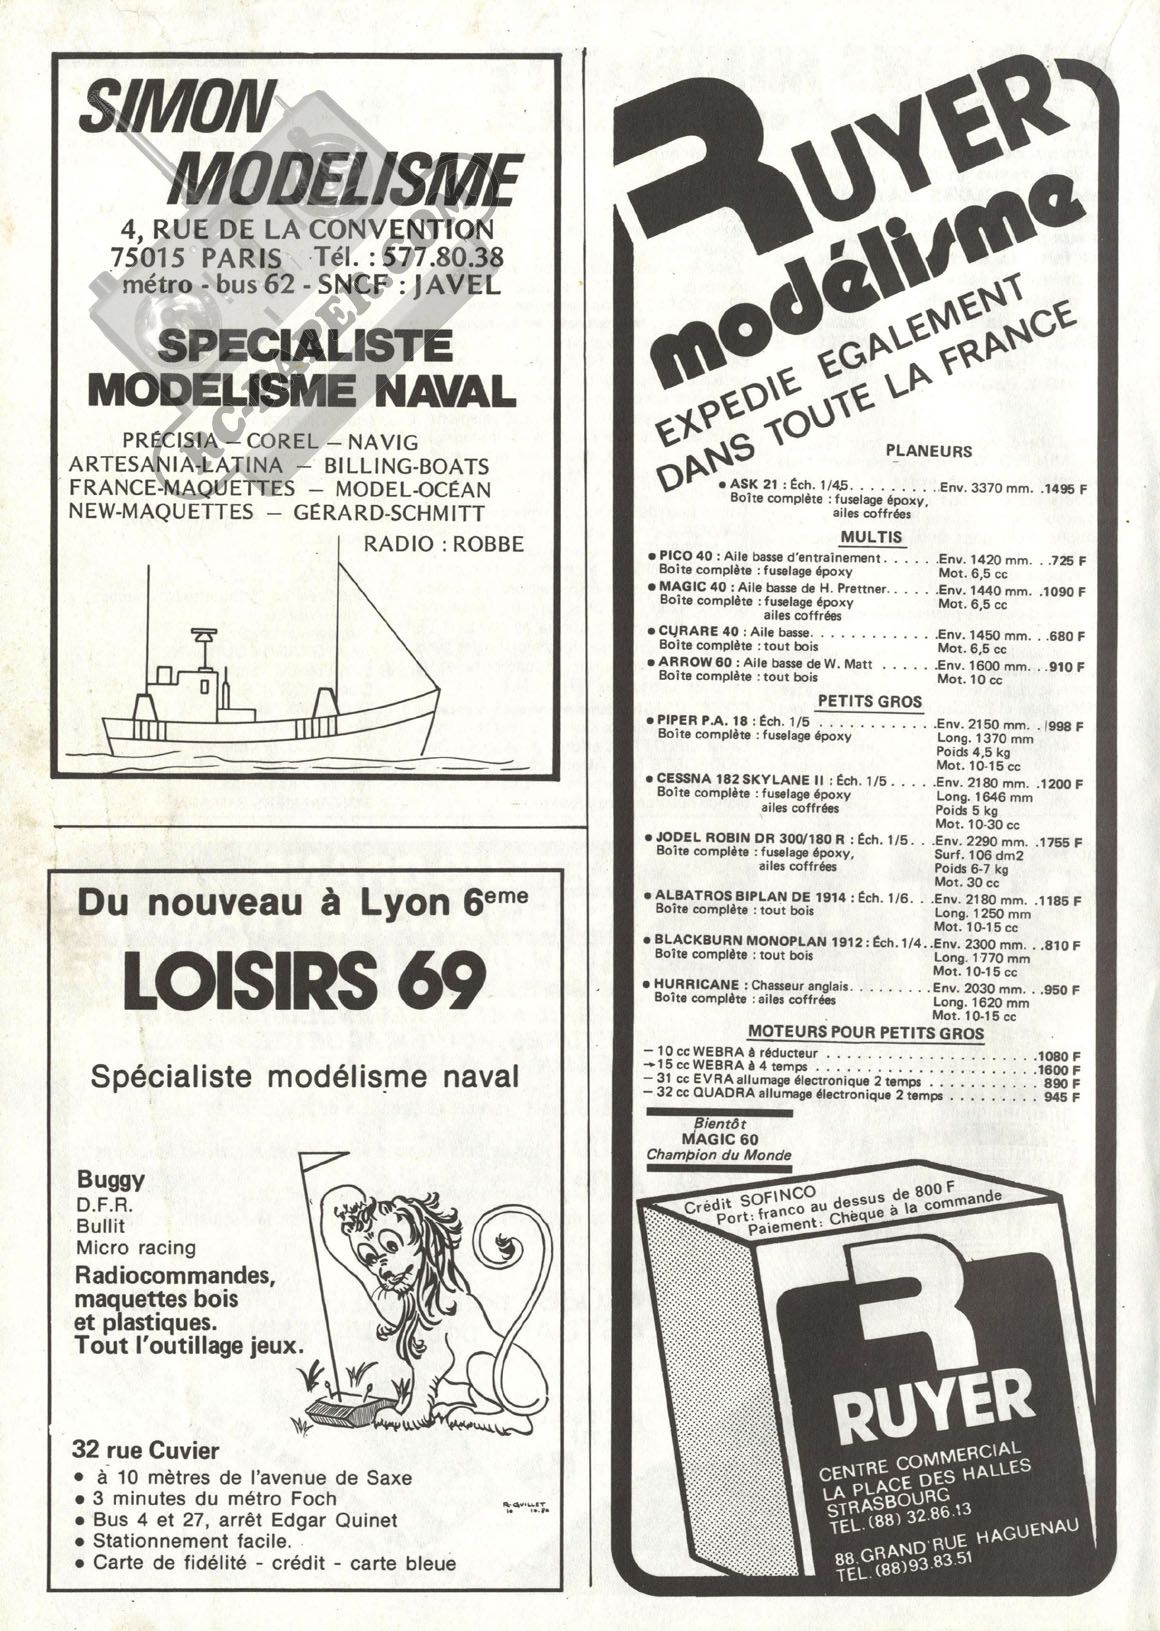 SIMON
MODELISME
4, RUE DE LA CONVENTION
75015 PARIS Tél. : 577.80.38
métro - bus 62 - SNCF : JAVEL
SPECIALISTE
MODELISME NAVAL
PRÉCISIA – COREL – NAVIG
ARTESANIA-LATINA – BILLING-BOATS
FRANCE-MAQUETTES – MODEL-OCÉAN
NEW-MAQUETTES – GÉRARD-SCHMITT
RADIO : ROBBE
RC-PAPER.COM
Du nouveau à Lyon 6eme
LOISIRS 69
Spécialiste modélisme naval
Buggy
D.F.R.
Bullit
Micro racing
Radiocommandes,
maquettes bois
et plastiques.
Tout l'outillage jeux.
32 rue Cuvier
• à 10 mètres de l'avenue de Saxe
• 3 minutes du métro Foch
• Bus 4 et 27, arrêt Edgar Quinet
• Stationnement facile.
• Carte de fidélité - crédit - carte bleue
R. QUILLET
RUYER
modélisme
EXPEDIE EGALEMENT
DANS TOUTE LA FRANCE
PLANEURS
• ASK 21 : Éch. 1/4,5. . . . . . . . . .Env. 3370 mm. .1495 F
Boîte complète : fuselage époxy,
ailes coffrées
MULTIS
• PICO 40 : Aile basse d'entrainement . . . . . .Env. 1420 mm. . .725 F
Boîte complète : fuselage époxy Mot. 6,5 cc
• MAGIC 40 : Aile basse de H. Prettner. . . . . .Env. 1440 mm. .1090 F
Boîte complète : fuselage époxy Mot. 6,5 cc
ailes coffrées
• CURARE 40 : Aile basse. . . . . . . . . . . .Env. 1450 mm. . .680 F
Boîte complète : tout bois Mot. 6,5 cc
• ARROW 60 : Aile basse de W. Matt . . . . . .Env. 1600 mm. . .910 F
Boîte complète : tout bois Mot. 10 cc
PETITS GROS
• PIPER P.A. 18 : Éch. 1/5 . . . . . . . . . . . .Env. 2150 mm. . 998 F
Boîte complète : fuselage époxy Long. 1370 mm
Poids 4,5 kg
Mot. 10-15 cc
• CESSNA 182 SKYLANE II : Éch. 1/5 . . . . .Env. 2180 mm. .1200 F
Boîte complète : fuselage époxy Long. 1646 mm
ailes coffrées Poids 5 kg
Mot. 10-30 cc
• JODEL ROBIN DR 300/180 R : Éch. 1/5. . .Env. 2290 mm. .1755 F
Boîte complète : fuselage époxy, Surf. 106 dm2
ailes coffrées Poids 6-7 kg
Mot. 30 cc
• ALBATROS BIPLAN DE 1914 : Éch. 1/6. . .Env. 2180 mm. .1185 F
Boîte complète : tout bois Long. 1250 mm
Mot. 10-15 cc
• BLACKBURN MONOPLAN 1912 : Éch. 1/4 . .Env. 2300 mm. . .810 F
Boîte complète : tout bois Long. 1770 mm
Mot. 10-15 cc
• HURRICANE : Chasseur anglais. . . . . . . . .Env. 2030 mm. . .950 F
Boîte complète : ailes coffrées Long. 1620 mm
Mot. 10-15 cc
MOTEURS POUR PETITS GROS
– 10 cc WEBRA à réducteur . . . . . . . . . . . . . . . . . . . . .1080 F
– 15 cc WEBRA à 4 temps . . . . . . . . . . . . . . . . . . . . . .1600 F
– 31 cc EVRA allumage électronique 2 temps . . . . . . . . . . . 890 F
– 32 cc QUADRA allumage électronique 2 temps . . . . . . . . . 945 F
Bientôt
MAGIC 60
Champion du Monde
Crédit SOFINCO
Port: franco au dessus de 800 F
Paiement: Chèque à la commande
RUYER
CENTRE COMMERCIAL
LA PLACE DES HALLES
STRASBOURG
TEL. (88) 32.86.13
88.GRAND'RUE HAGUENAU
TEL. (88) 93.83.51